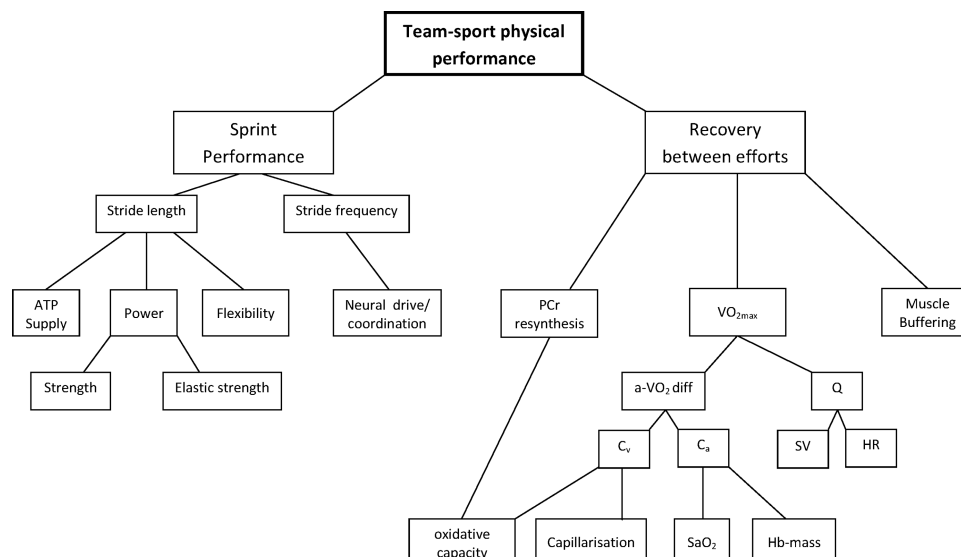 Team-sport physical
performance
Sprint
Performance
Recovery
between efforts
Stride length
Stride frequency
ATP
Supply
Power
Flexibility
Neural drive/
coordination
PCr
resynthesis
VO₂max
Muscle
Buffering
Strength
Elastic strength
a-VO₂ diff
Q
Cᵥ
Cₐ
SV
HR
oxidative
capacity
Capillarisation
SaO₂
Hb-mass